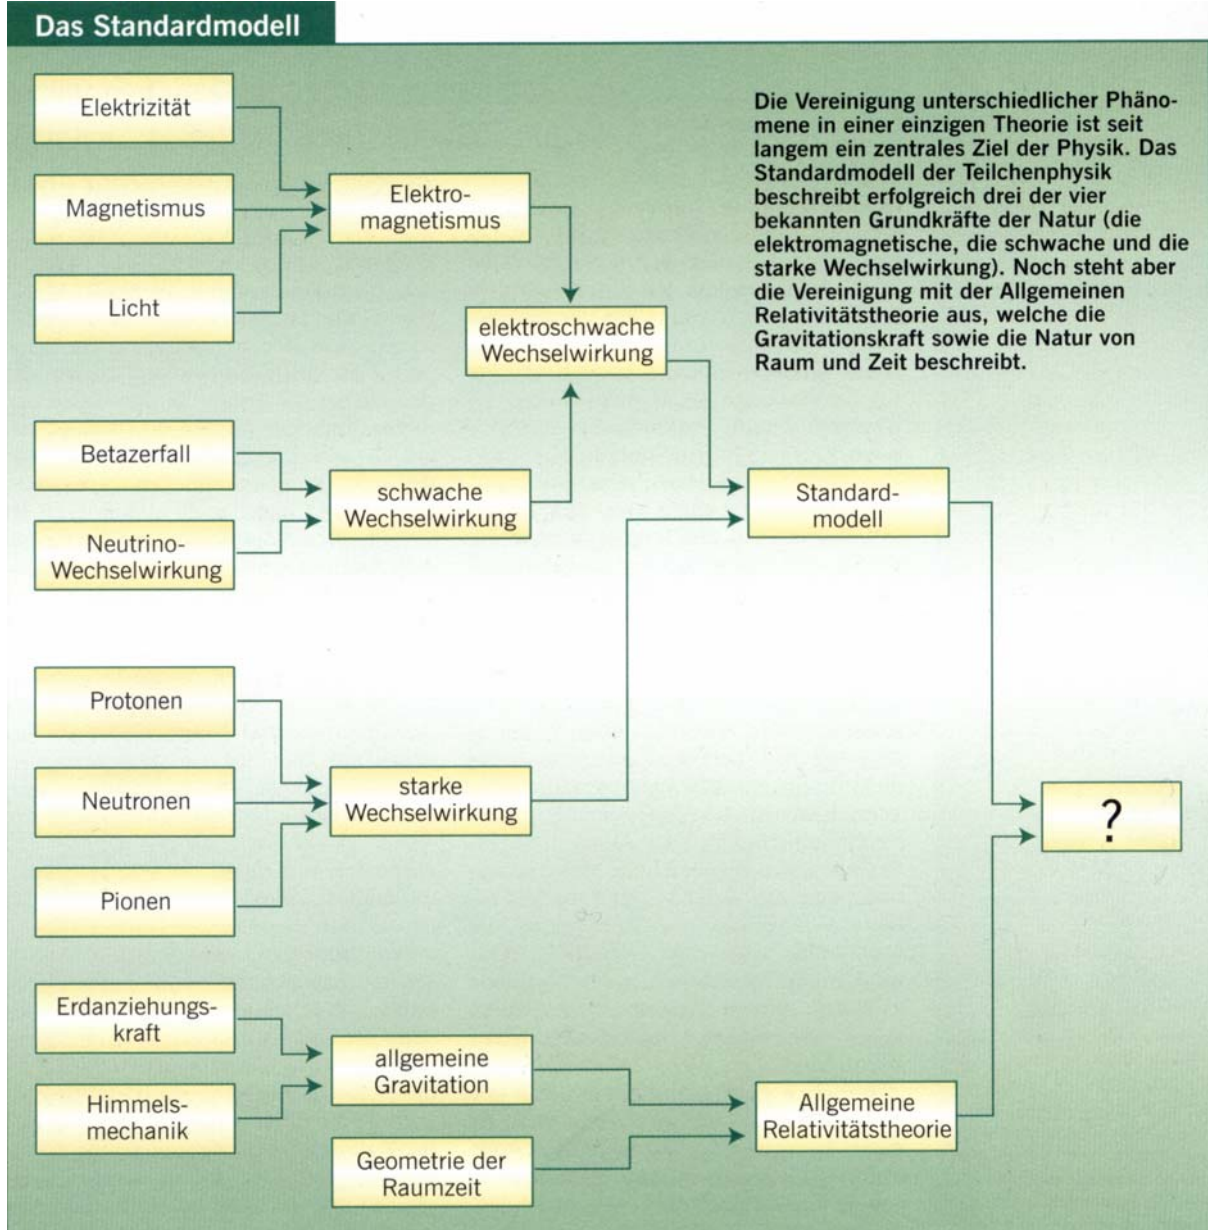 Das Standardmodell
Elektrizität
Magnetismus
Licht
Elektro-
magnetismus
Die Vereinigung unterschiedlicher Phäno-
mene in einer einzigen Theorie ist seit
langem ein zentrales Ziel der Physik. Das
Standardmodell der Teilchenphysik
beschreibt erfolgreich drei der vier
bekannten Grundkräfte der Natur (die
elektromagnetische, die schwache und die
starke Wechselwirkung). Noch steht aber
die Vereinigung mit der Allgemeinen
Relativitätstheorie aus, welche die
Gravitationskraft sowie die Natur von
Raum und Zeit beschreibt.
elektroschwache
Wechselwirkung
Betazerfall
Neutrino-
Wechselwirkung
schwache
Wechselwirkung
Standard-
modell
Protonen
Neutronen
Pionen
starke
Wechselwirkung
?
Erdanziehungs-
kraft
Himmels-
mechanik
allgemeine
Gravitation
Geometrie der
Raumzeit
Allgemeine
Relativitätstheorie